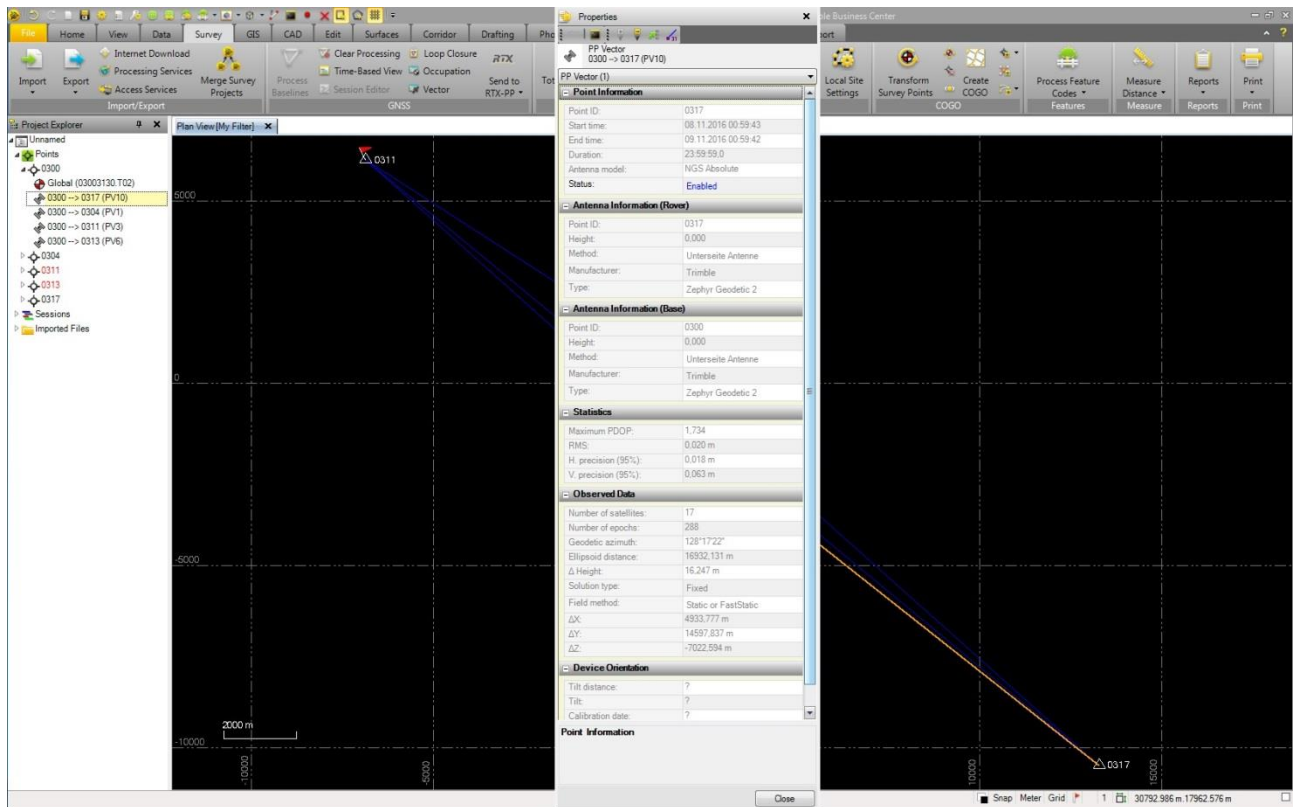 Properties
ble Business Center
File Home View Data Survey GIS CAD Edit Surfaces Corridor Drafting Pho ort
Import
Export
Internet Download
Processing Services
Access Services
Merge Survey Projects
Import/Export
Process Baselines
Clear Processing
Time-Based View
Session Editor
Loop Closure
Occupation
Vector
RTX
Send to RTX-PP
GNSS
Tot
Local Site Settings
Transform Survey Points
Create COGO
COGO
Process Feature Codes
Features
Measure Distance
Measure
Reports
Reports
Print
Print
Project Explorer
Unnamed
Points
0300
Global (03003130.T02)
0300 --> 0317 (PV10)
0300 --> 0304 (PV1)
0300 --> 0311 (PV3)
0300 --> 0313 (PV6)
0304
0311
0313
0317
Sessions
Imported Files
Plan View [My Filter]
0311
5000
0
-5000
-10000
2000 m
-10000
-5000
10000
15000
0317
PP Vector
0300 --> 0317 (PV10)
PP Vector (1)
Point Information
Point ID: 0317
Start time: 08.11.2016 00:59:43
End time: 09.11.2016 00:59:42
Duration: 23:59:59,0
Antenna model: NGS Absolute
Status: Enabled
Antenna Information (Rover)
Point ID: 0317
Height: 0,000
Method: Unterseite Antenne
Manufacturer: Trimble
Type: Zephyr Geodetic 2
Antenna Information (Base)
Point ID: 0300
Height: 0,000
Method: Unterseite Antenne
Manufacturer: Trimble
Type: Zephyr Geodetic 2
Statistics
Maximum PDOP: 1,734
RMS: 0,020 m
H. precision (95%): 0,018 m
V. precision (95%): 0,063 m
Observed Data
Number of satellites: 17
Number of epochs: 288
Geodetic azimuth: 128°17'22"
Ellipsoid distance: 16932,131 m
Δ Height: 16,247 m
Solution type: Fixed
Field method: Static or FastStatic
ΔX: 4933,777 m
ΔY: 14597,837 m
ΔZ: -7022,594 m
Device Orientation
Tilt distance: ?
Tilt: ?
Calibration date: ?
Point Information
Close
Snap Meter Grid 1 30792.986 m,17962.576 m